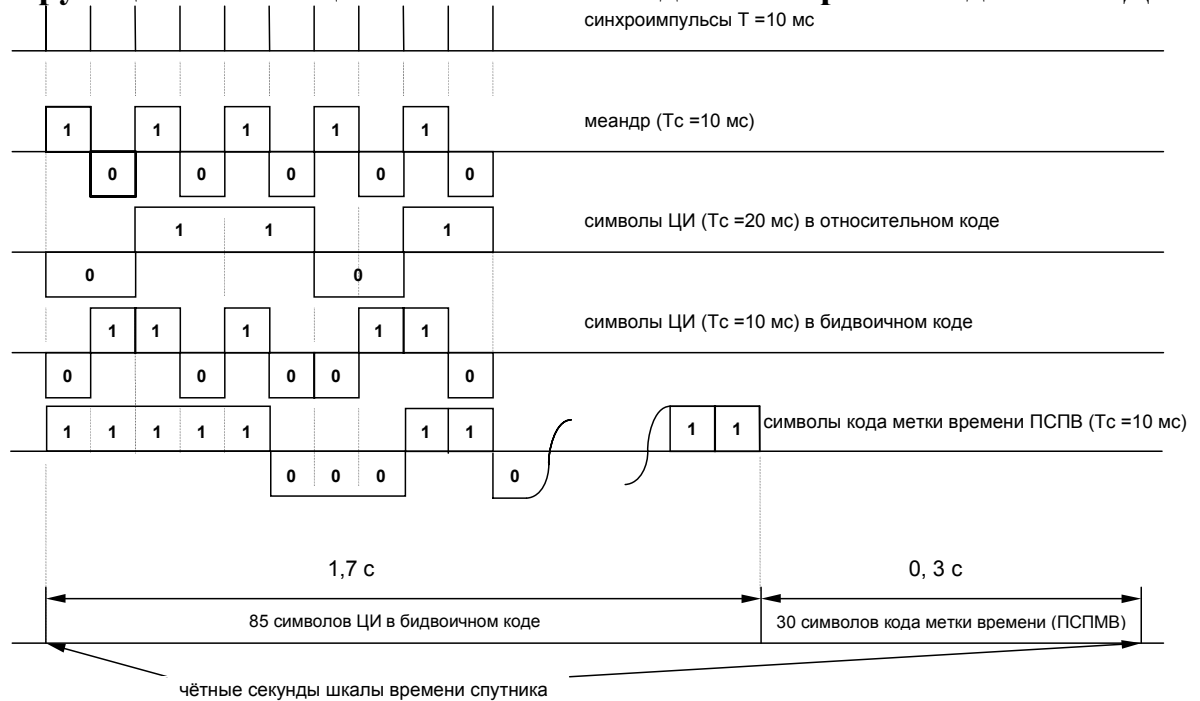 синхроимпульсы T =10 мс
меандр (Тс =10 мс)
1 1 1 1 1
0 0 0 0 0
символы ЦИ (Тс =20 мс) в относительном коде
1 1 1
0 0
символы ЦИ (Тс =10 мс) в бидвоичном коде
1 1 1 1 1
0 0 0 0 0
символы кода метки времени ПСПВ (Тс =10 мс)
1 1 1 1 1 1 1 1 1
0 0 0 0
1,7 с
0, 3 с
85 символов ЦИ в бидвоичном коде
30 символов кода метки времени (ПСПМВ)
чётные секунды шкалы времени спутника